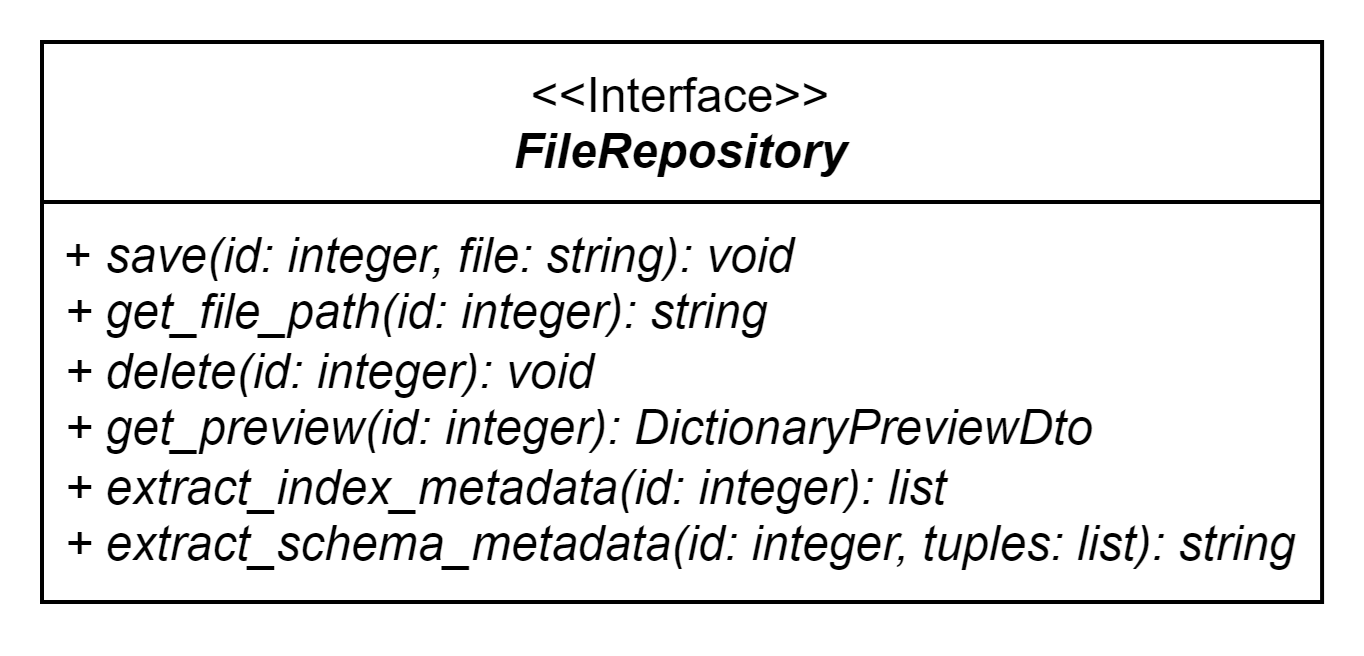 <<Interface>>
FileRepository
+ save(id: integer, file: string): void
+ get_file_path(id: integer): string
+ delete(id: integer): void
+ get_preview(id: integer): DictionaryPreviewDto
+ extract_index_metadata(id: integer): list
+ extract_schema_metadata(id: integer, tuples: list): string